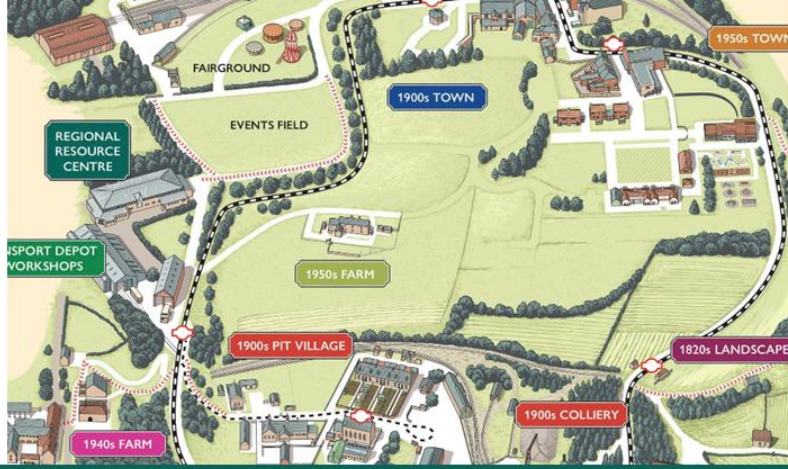 1950s TOWN
FAIRGROUND
1900s TOWN
EVENTS FIELD
REGIONAL
RESOURCE
CENTRE
NSPORT DEPOT
WORKSHOPS
1950s FARM
1900s PIT VILLAGE
1820s LANDSCAPE
1900s COLLIERY
1940s FARM